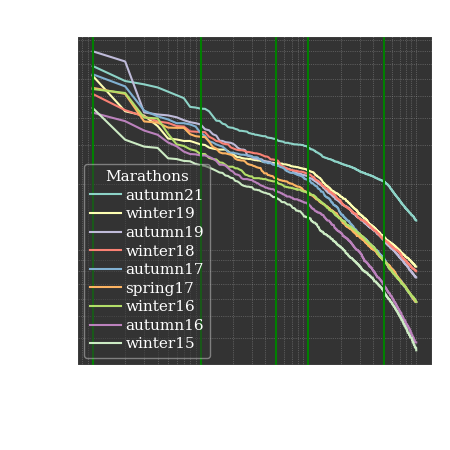 Marathons
autumn21
winter19
autumn19
winter18
autumn17
spring17
winter16
autumn16
winter15